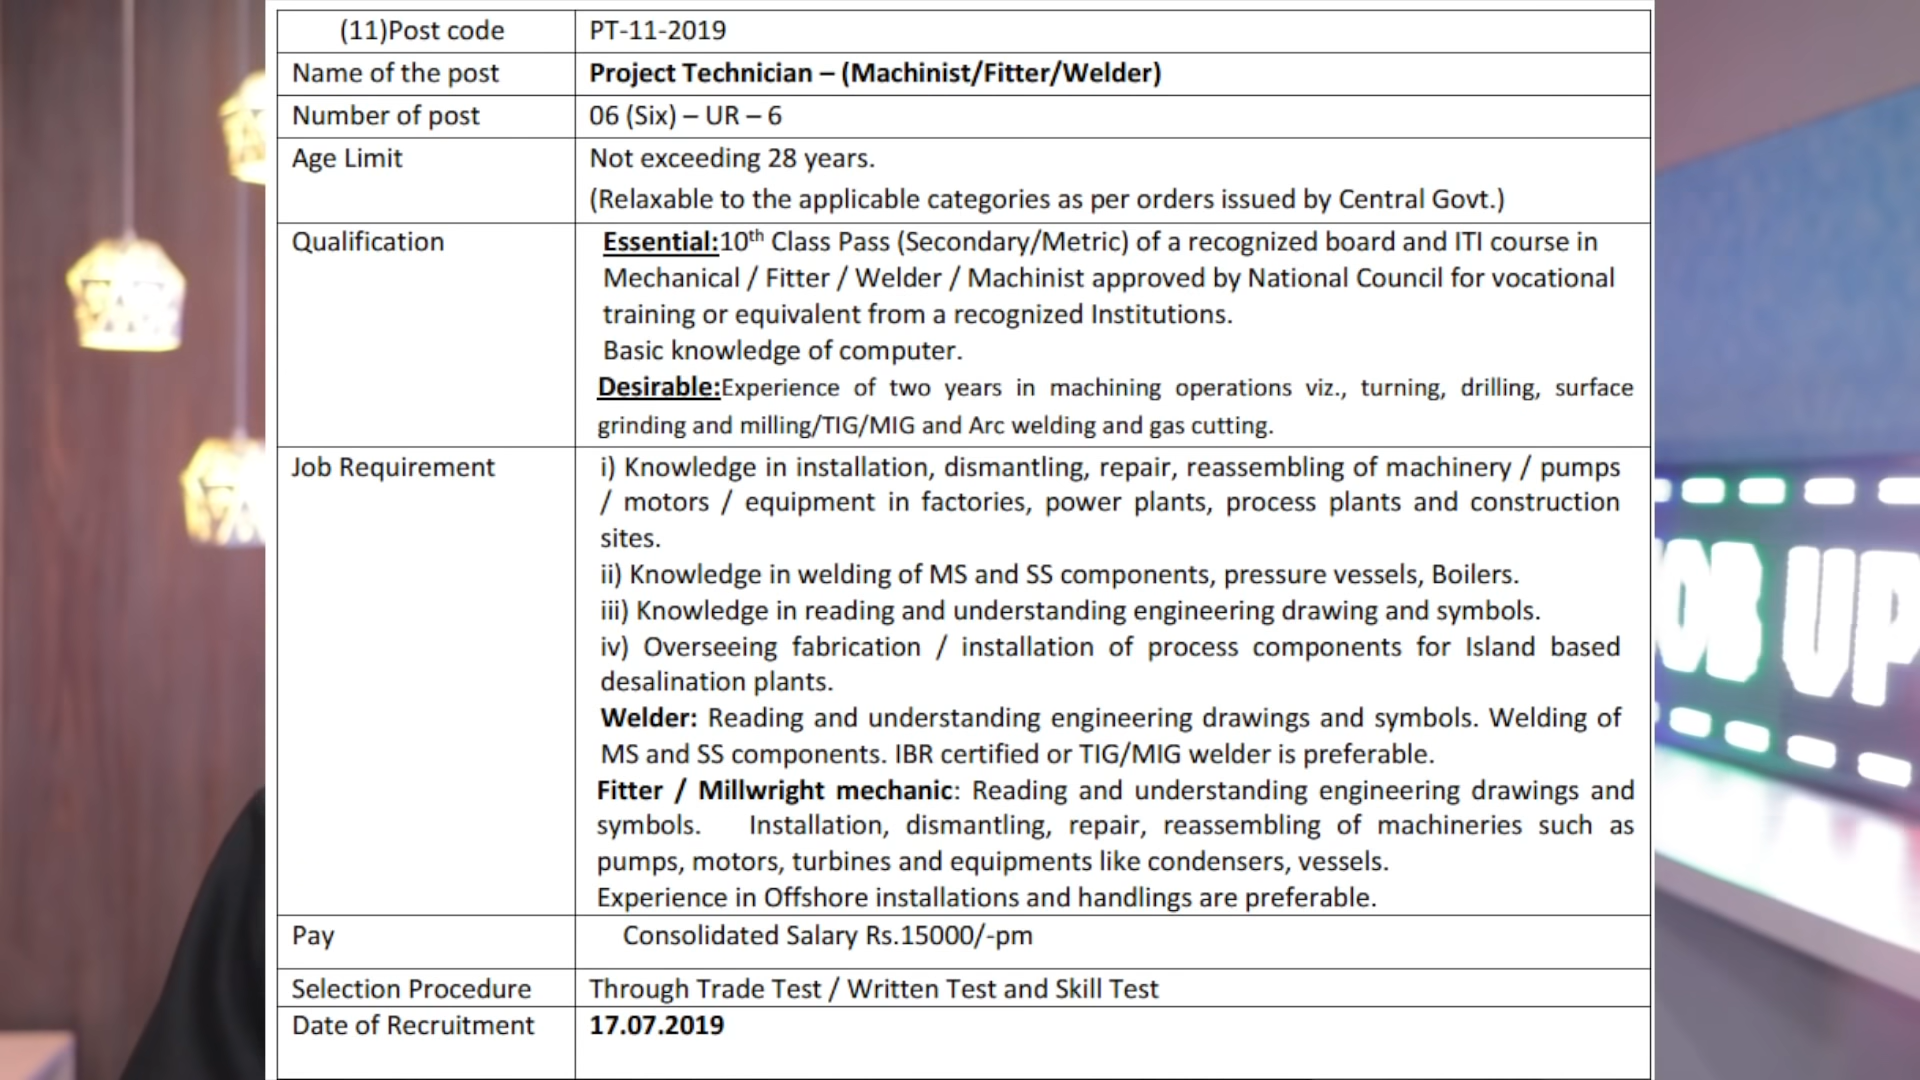 (11)Post code PT-11-2019
Name of the post Project Technician – (Machinist/Fitter/Welder)
Number of post 06 (Six) – UR – 6
Age Limit Not exceeding 28 years.
(Relaxable to the applicable categories as per orders issued by Central Govt.)
Qualification Essential:10th Class Pass (Secondary/Metric) of a recognized board and ITI course in
Mechanical / Fitter / Welder / Machinist approved by National Council for vocational
training or equivalent from a recognized Institutions.
Basic knowledge of computer.
Desirable:Experience of two years in machining operations viz., turning, drilling, surface
grinding and milling/TIG/MIG and Arc welding and gas cutting.
Job Requirement i) Knowledge in installation, dismantling, repair, reassembling of machinery / pumps
/ motors / equipment in factories, power plants, process plants and construction
sites.
ii) Knowledge in welding of MS and SS components, pressure vessels, Boilers.
iii) Knowledge in reading and understanding engineering drawing and symbols.
iv) Overseeing fabrication / installation of process components for Island based
desalination plants.
Welder: Reading and understanding engineering drawings and symbols. Welding of
MS and SS components. IBR certified or TIG/MIG welder is preferable.
Fitter / Millwright mechanic: Reading and understanding engineering drawings and
symbols. Installation, dismantling, repair, reassembling of machineries such as
pumps, motors, turbines and equipments like condensers, vessels.
Experience in Offshore installations and handlings are preferable.
Pay Consolidated Salary Rs.15000/-pm
Selection Procedure Through Trade Test / Written Test and Skill Test
Date of Recruitment 17.07.2019
UP